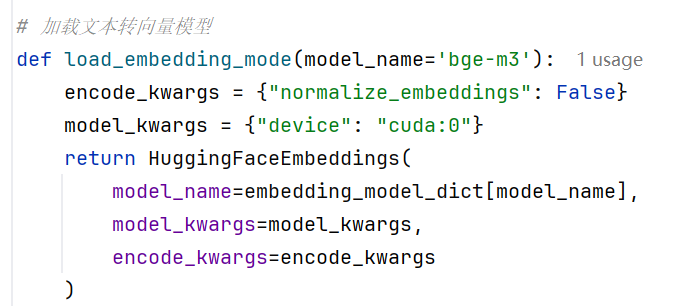 # 加载文本转向量模型
def load_embedding_mode(model_name='bge-m3'): 1 usage
    encode_kwargs = {"normalize_embeddings": False}
    model_kwargs = {"device": "cuda:0"}
    return HuggingFaceEmbeddings(
        model_name=embedding_model_dict[model_name],
        model_kwargs=model_kwargs,
        encode_kwargs=encode_kwargs
    )